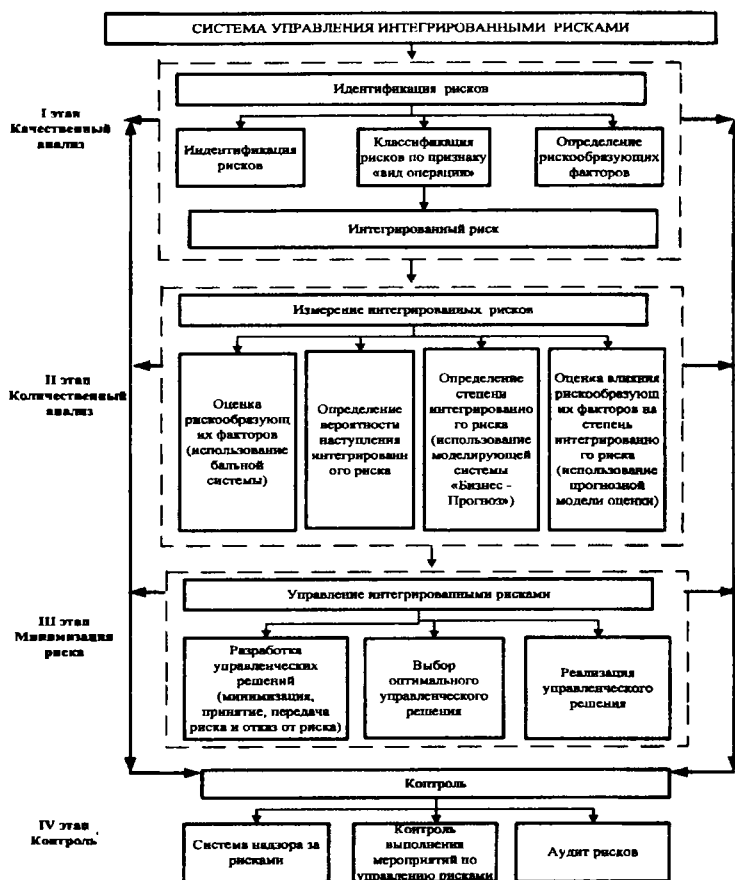 СИСТЕМА УПРАВЛЕНИЯ ИНТЕГРИРОВАННЫМИ РИСКАМИ
I этап
Качественный
анализ
Идентификация рисков
Индентификация
рисков
Классификация
рисков по признаку
«вид операции»
Определение
рискообразующих
факторов
Интегрированный риск
II этап
Количественный
анализ
Измерение интегрированных рисков
Оценка
рискообразующ
их факторов
(использование
бальной
системы)
Определение
вероятности
наступления
интегрированн
ого риска
Определение
степени
интегрированно
го риска
(использование
моделирующей
системы
«Бизнес -
Прогноз»)
Оценка влияния
рискообразующ
их факторов на
степень
интегрированно
го риска
(использование
прогнозной
модели оценки)
III этап
Минимизация
риска
Управление интегрированными рисками
Разработка
управленческих
решений
(минимизация,
принятие, передача
риска и отказ от риска)
Выбор
оптимального
управленческого
решения
Реализация
управленческого
решения
IV этап
Контроль
Контроль
Система надзора за
рисками
Контроль
выполнения
мероприятий по
управлению рисками
Аудит рисков